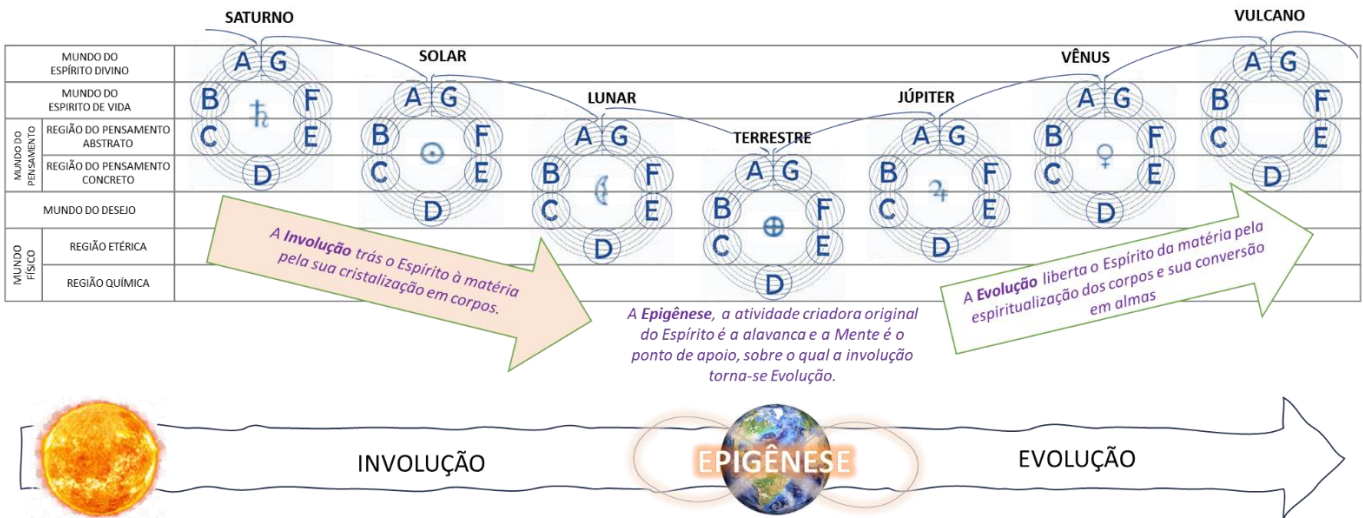 SATURNO
SOLAR
LUNAR
TERRESTRE
JÚPITER
VÊNUS
VULCANO
MUNDO DO
ESPÍRITO DIVINO
MUNDO DO
ESPIRITO DE VIDA
MUNDO DO
PENSAMENTO
REGIÃO DO PENSAMENTO
ABSTRATO
REGIÃO DO PENSAMENTO
CONCRETO
MUNDO DO DESEJO
MUNDO
FÍSICO
REGIÃO ETÉRICA
REGIÃO QUÍMICA
A G
B F
C E
D
A G
B F
C E
D
A G
B F
C E
D
A G
B F
C E
D
A G
B F
C E
D
A G
B F
C E
D
A G
B F
C E
D
A Involução trás o Espírito à matéria
pela sua cristalização em corpos.
A Epigênese, a atividade criadora original
do Espírito é a alavanca e a Mente é o
ponto de apoio, sobre o qual a involução
torna-se Evolução.
A Evolução liberta o Espírito da matéria pela
espiritualização dos corpos e sua conversão
em almas
INVOLUÇÃO
EPIGÊNESE
EVOLUÇÃO